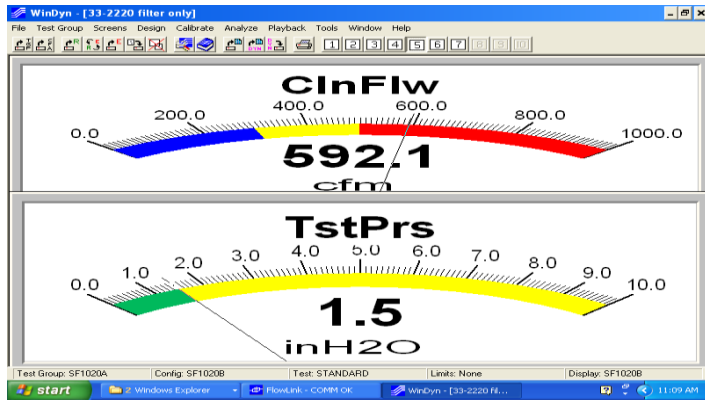 WinDyn - [33-2220 filter only]
File Test Group Screens Design Calibrate Analyze Playback Tools Window Help
1 2 3 4 5 6 7 8 9 10
ClnFlw
0.0 200.0 400.0 600.0 800.0 1000.0
592.1
cfm
TstPrs
0.0 1.0 2.0 3.0 4.0 5.0 6.0 7.0 8.0 9.0 10.0
1.5
inH2O
Test Group: SF1020A Config: SF1020B Test: STANDARD Limits: None Display: SF1020B
start 2 Windows Explorer FlowLink - COMM OK WinDyn - [33-2220 fil... 11:09 AM